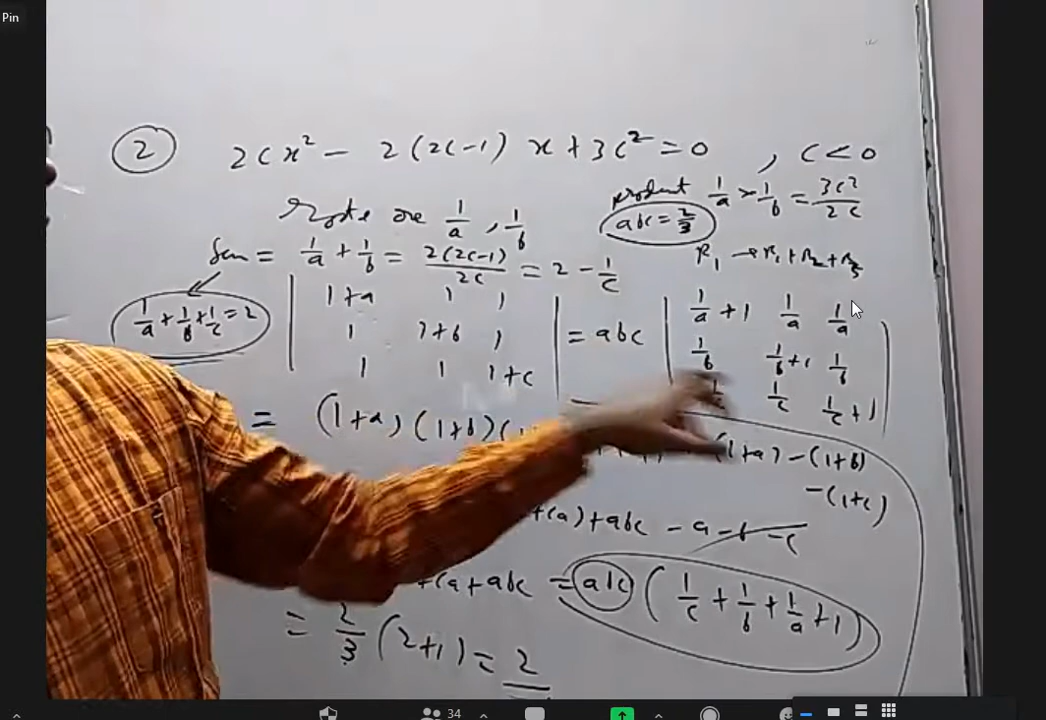 Pin
② 2cx² − 2(2c−1) x + 3c² = 0 , c < 0
Roots are 1/a , 1/b
product 1/a × 1/b = 3c²/2c
abc = 2/3
Sum = 1/a + 1/b = 2(2c−1)/2c = 2 − 1/c
R₁ → R₁ + R₂ + R₃
1/a + 1/b + 1/c = 2
| 1+a 1 1 | = abc | 1/a + 1 1/a 1/a |
| 1 1+b 1 | | 1/b 1/b + 1 1/b |
| 1 1 1+c | | 1/c 1/c 1/c + 1 |
= (1+a) (1+b) (
(1+a) − (1+b)
− (1+c)
+ca) + abc − a − b − c
+ca + abc = abc ( 1/c + 1/b + 1/a + 1 )
= 2/3 (2+1) = 2
34